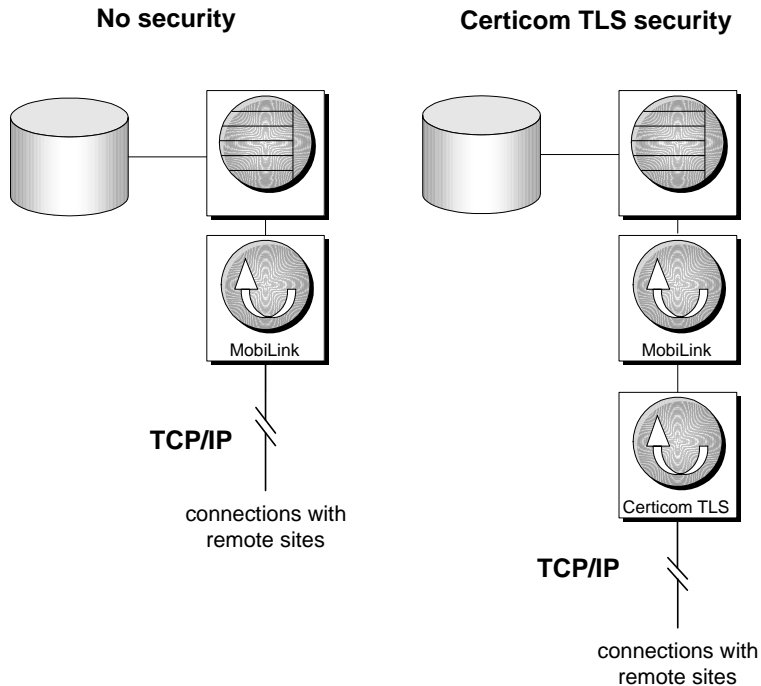 No security
Certicom TLS security
MobiLink
TCP/IP
connections with
remote sites
MobiLink
Certicom TLS
TCP/IP
connections with
remote sites